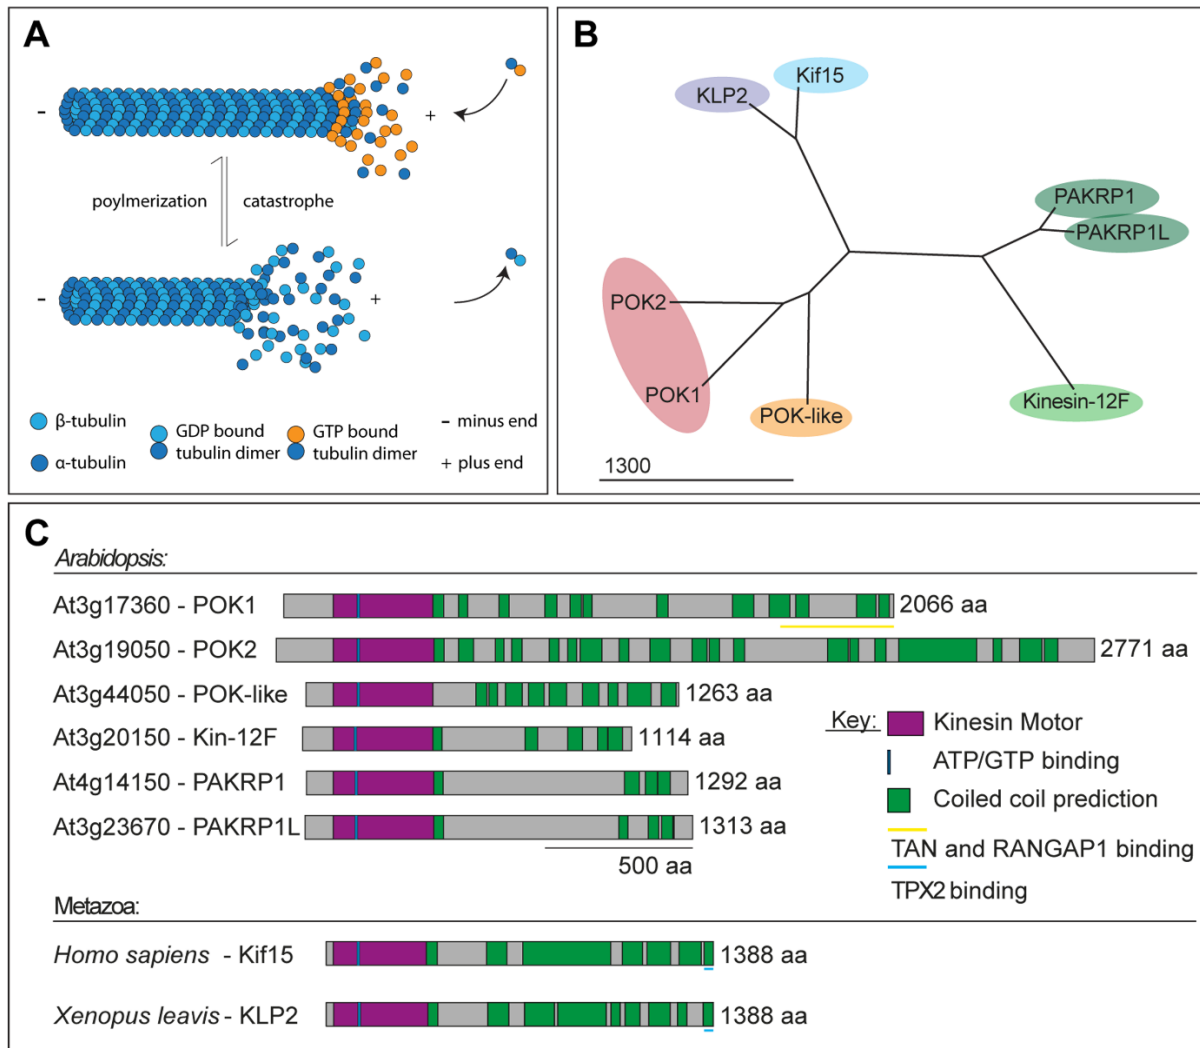 A
-
+
poylmerization
catastrophe
-
+
β-tubulin
α-tubulin
GDP bound
tubulin dimer
GTP bound
tubulin dimer
- minus end
+ plus end
B
Kif15
KLP2
PAKRP1
PAKRP1L
POK2
POK1
POK-like
Kinesin-12F
1300
C
Arabidopsis:
At3g17360 - POK1
2066 aa
At3g19050 - POK2
2771 aa
At3g44050 - POK-like
1263 aa
At3g20150 - Kin-12F
1114 aa
At4g14150 - PAKRP1
1292 aa
At3g23670 - PAKRP1L
1313 aa
500 aa
Key:
Kinesin Motor
ATP/GTP binding
Coiled coil prediction
TAN and RANGAP1 binding
TPX2 binding
Metazoa:
Homo sapiens - Kif15
1388 aa
Xenopus leavis - KLP2
1388 aa